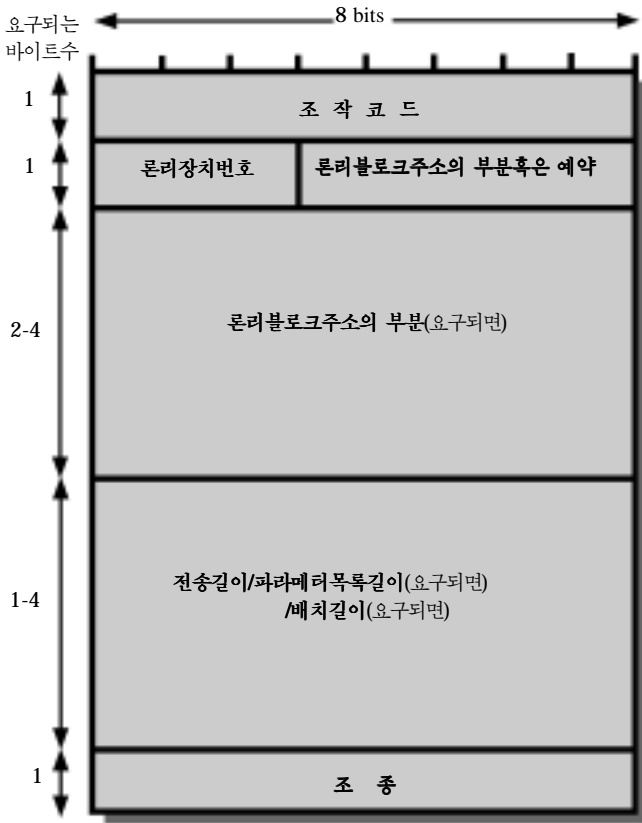 요구되는
바이트수
8 bits
1
조 작 코 드
1
론리장치번호
론리블로크주소의 부분혹은 예약
2-4
론리블로크주소의 부분(요구되면)
1-4
전송길이/파라메터목록길이(요구되면)
/배치길이(요구되면)
1
조 종